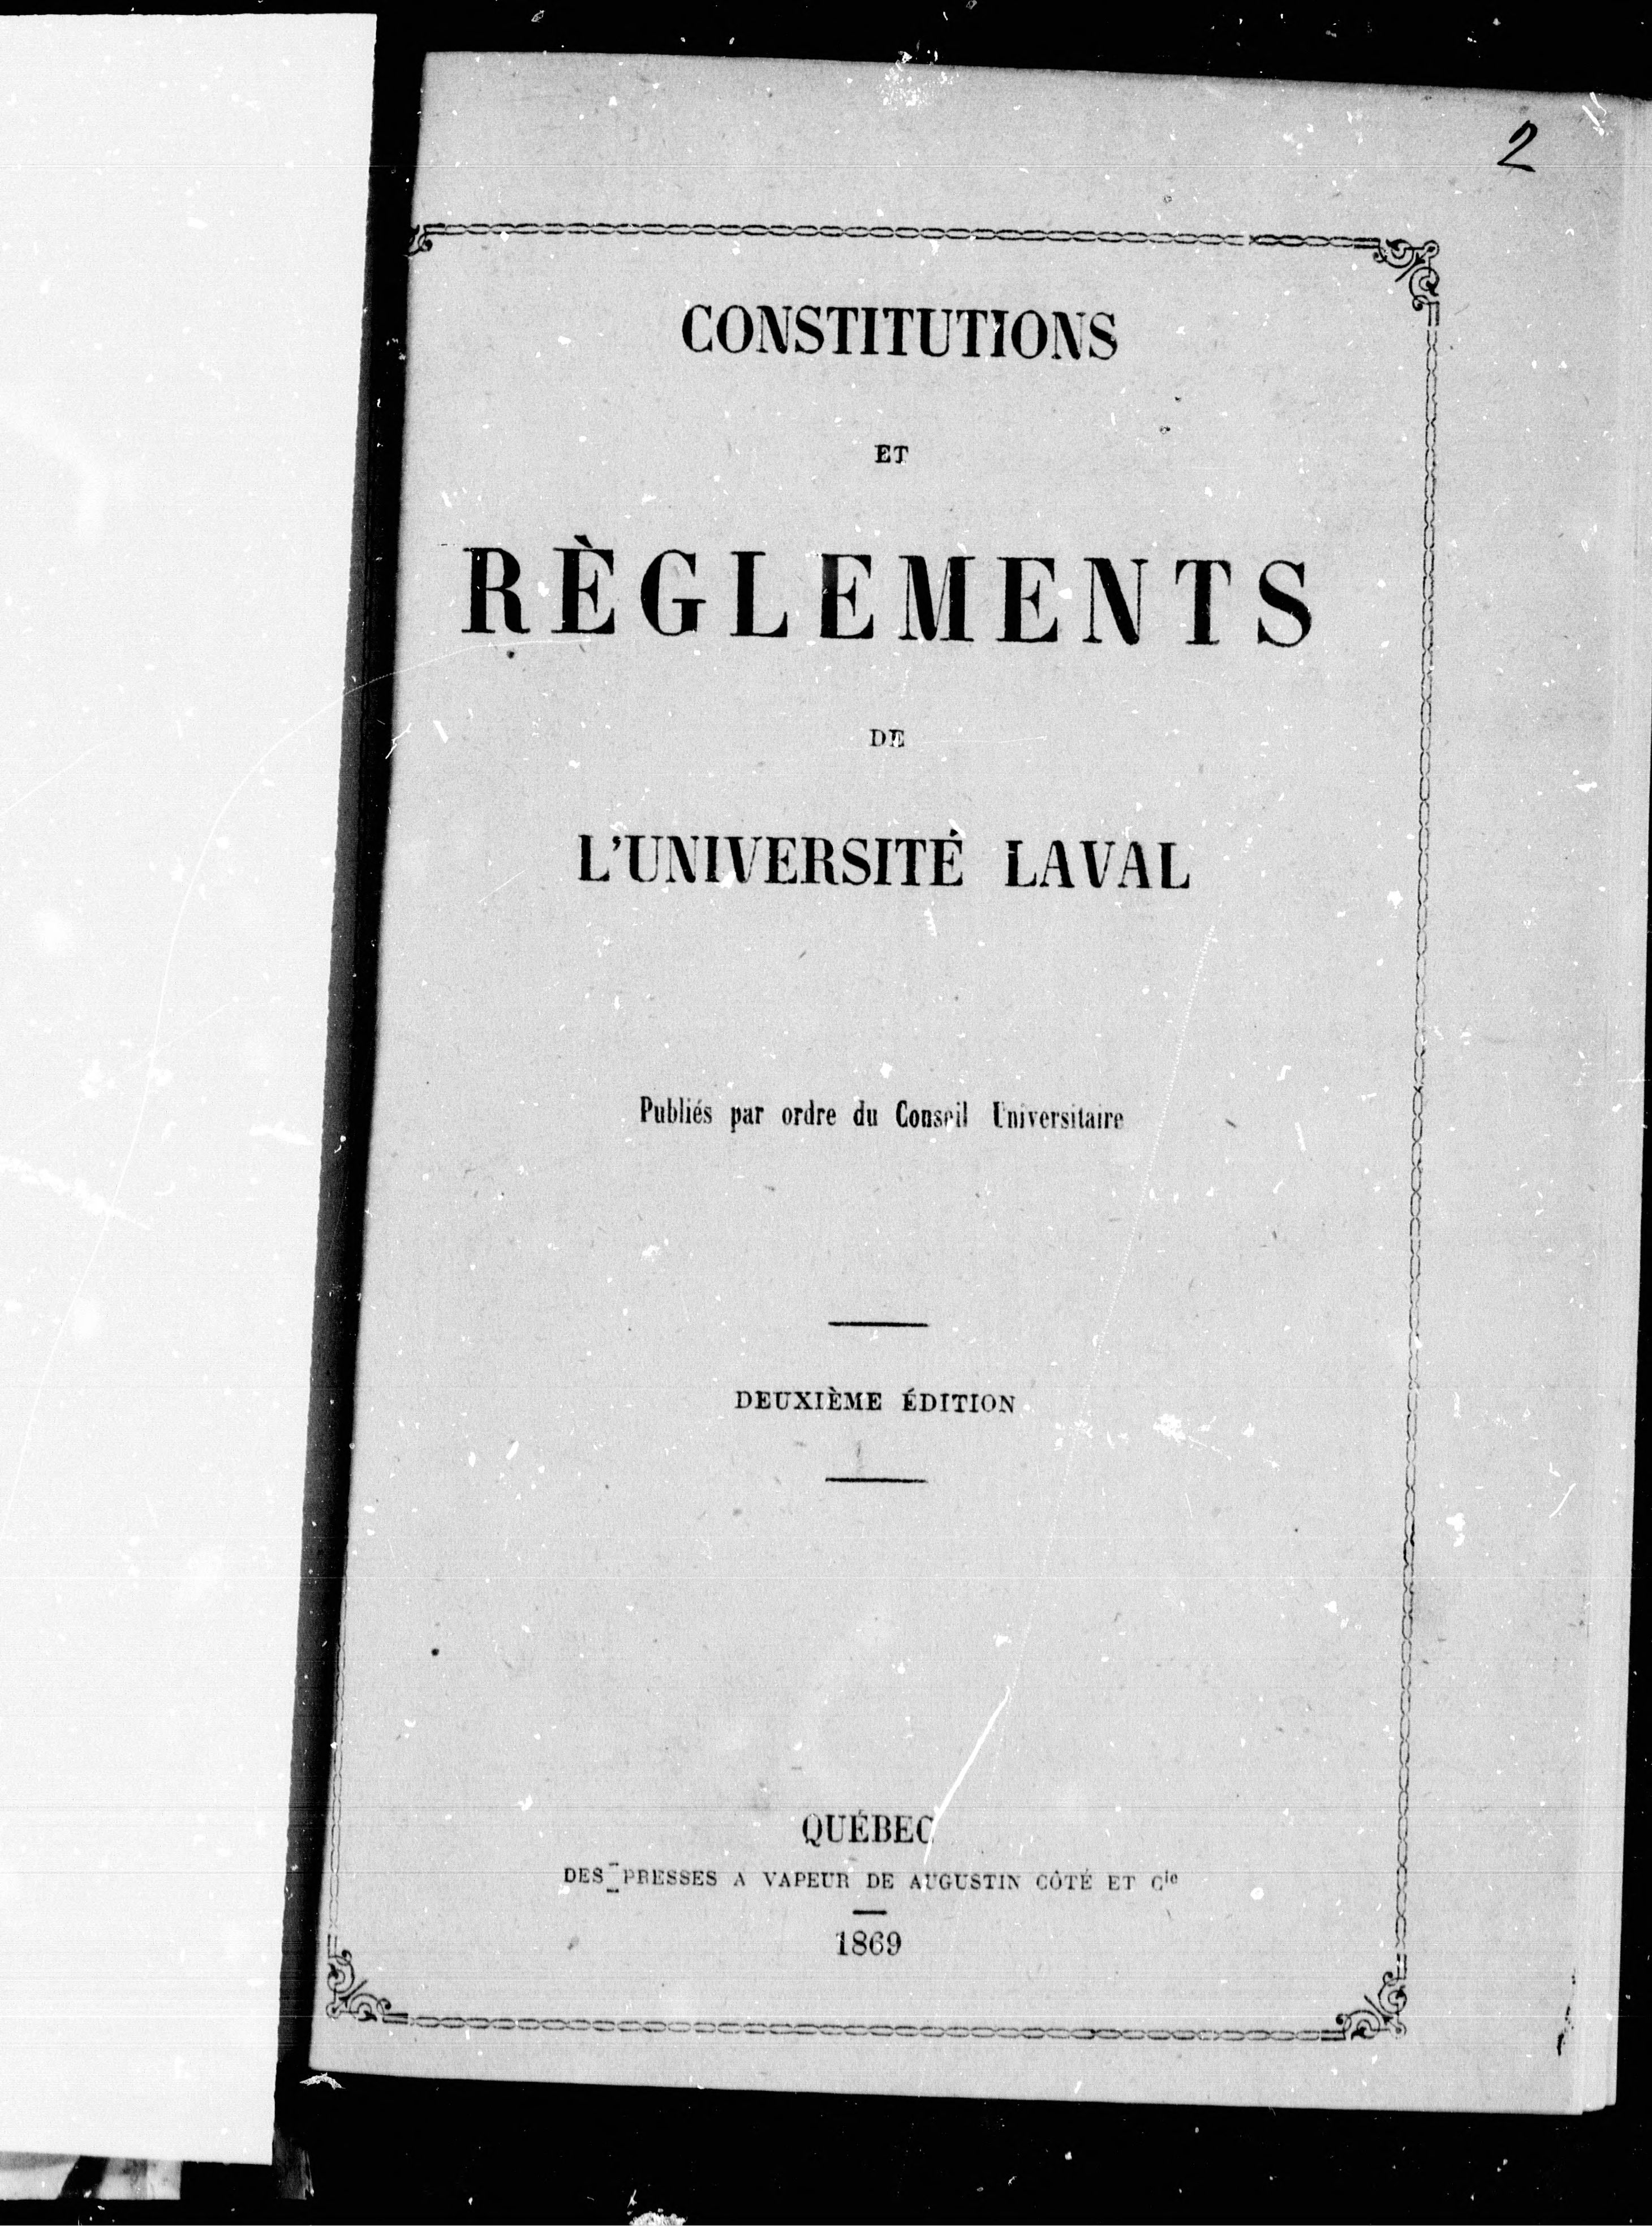 2
CONSTITUTIONS
ET
RÈGLEMENTS
DE
L'UNIVERSITÉ LAVAL
Publiés par ordre du Conseil Universitaire
DEUXIÈME ÉDITION
QUÉBEC
DES PRESSES A VAPEUR DE AUGUSTIN CÔTÉ ET Cie
1869